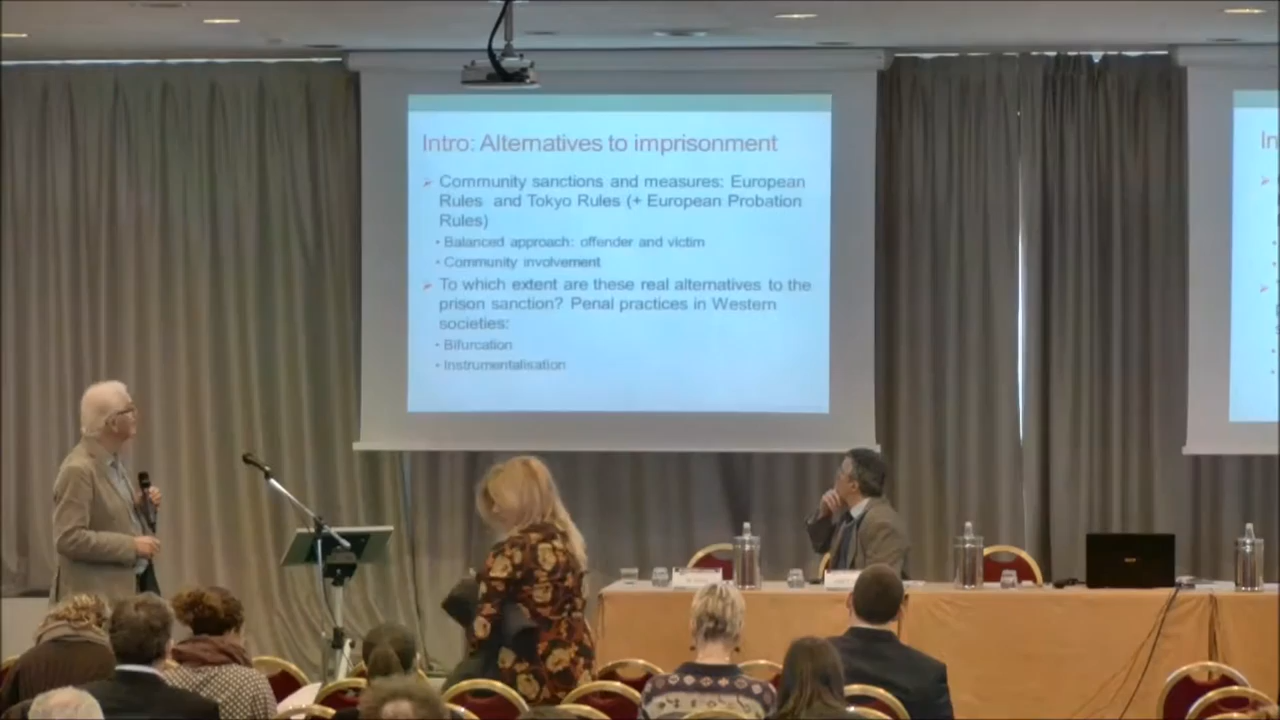 Intro: Alternatives to imprisonment
Community sanctions and measures: European
Rules and Tokyo Rules (+ European Probation
Rules)
• Balanced approach: offender and victim
• Community involvement
To which extent are these real alternatives to the
prison sanction? Penal practices in Western
societies:
• Bifurcation
• Instrumentalisation
In